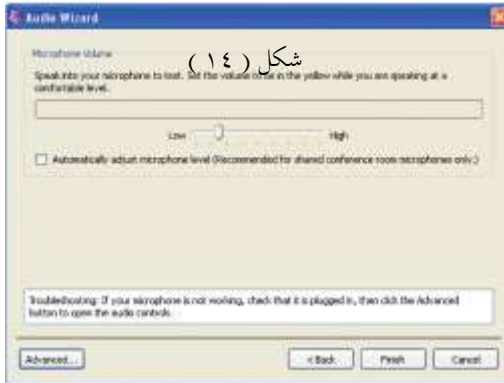 Audio Wizard
Microphone Volume
شكل (١٤)
Speak into your microphone to test. Set the volume to be in the yellow while you are speaking at a
comfortable level.
Low High
Automatically adjust microphone level (Recommended for shared conference room microphones only.)
Troubleshooting: If your microphone is not working, check that it is plugged in, then click the Advanced
button to open the audio controls.
Advanced... < Back Finish Cancel